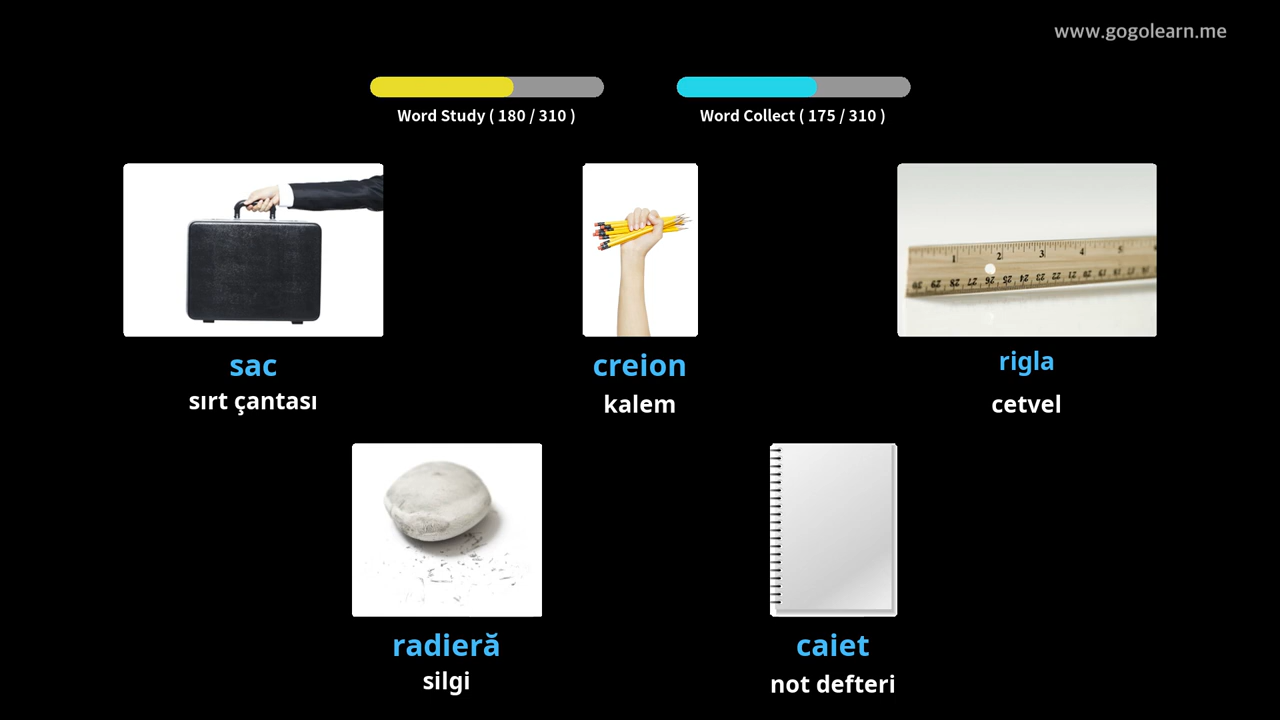 www.gogolearn.me
Word Study ( 180 / 310 )
Word Collect ( 175 / 310 )
sac
sırt çantası
creion
kalem
rigla
cetvel
radieră
silgi
caiet
not defteri